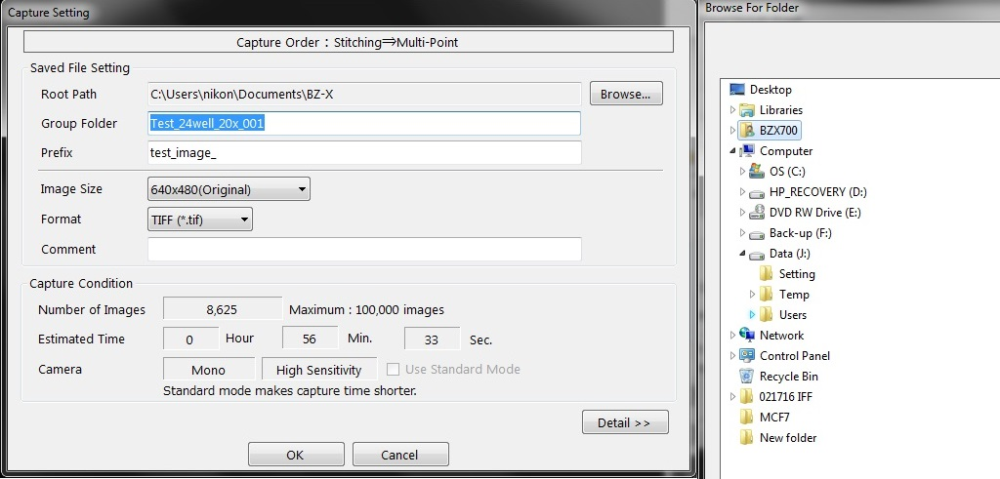 Capture Setting
Capture Order : Stitching⇒Multi-Point
Saved File Setting
Root Path C:\Users\nikon\Documents\BZ-X Browse...
Group Folder Test_24well_20x_001
Prefix test_image_
Image Size 640x480(Original)
Format TIFF (*.tif)
Comment
Capture Condition
Number of Images 8,625 Maximum : 100,000 images
Estimated Time 0 Hour 56 Min. 33 Sec.
Camera Mono High Sensitivity Use Standard Mode
Standard mode makes capture time shorter.
Detail >>
OK Cancel
Browse For Folder
Desktop
Libraries
BZX700
Computer
OS (C:)
HP_RECOVERY (D:)
DVD RW Drive (E:)
Back-up (F:)
Data (J:)
Setting
Temp
Users
Network
Control Panel
Recycle Bin
021716 IFF
MCF7
New folder